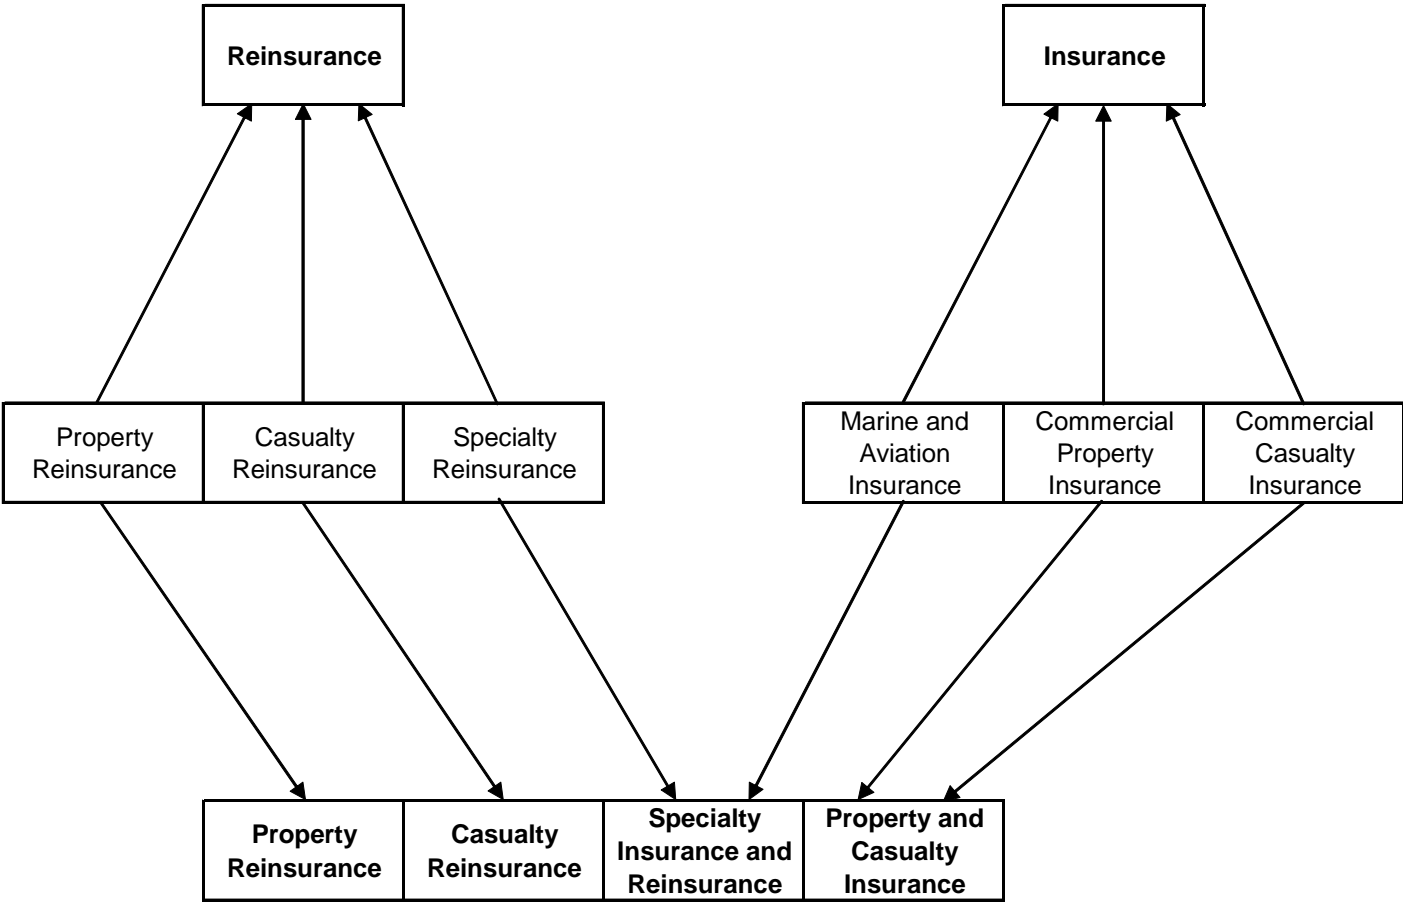 Reinsurance
Insurance
Property
Reinsurance
Casualty
Reinsurance
Specialty
Reinsurance
Marine and
Aviation
Insurance
Commercial
Property
Insurance
Commercial
Casualty
Insurance
Property
Reinsurance
Casualty
Reinsurance
Specialty
Insurance and
Reinsurance
Property and
Casualty
Insurance